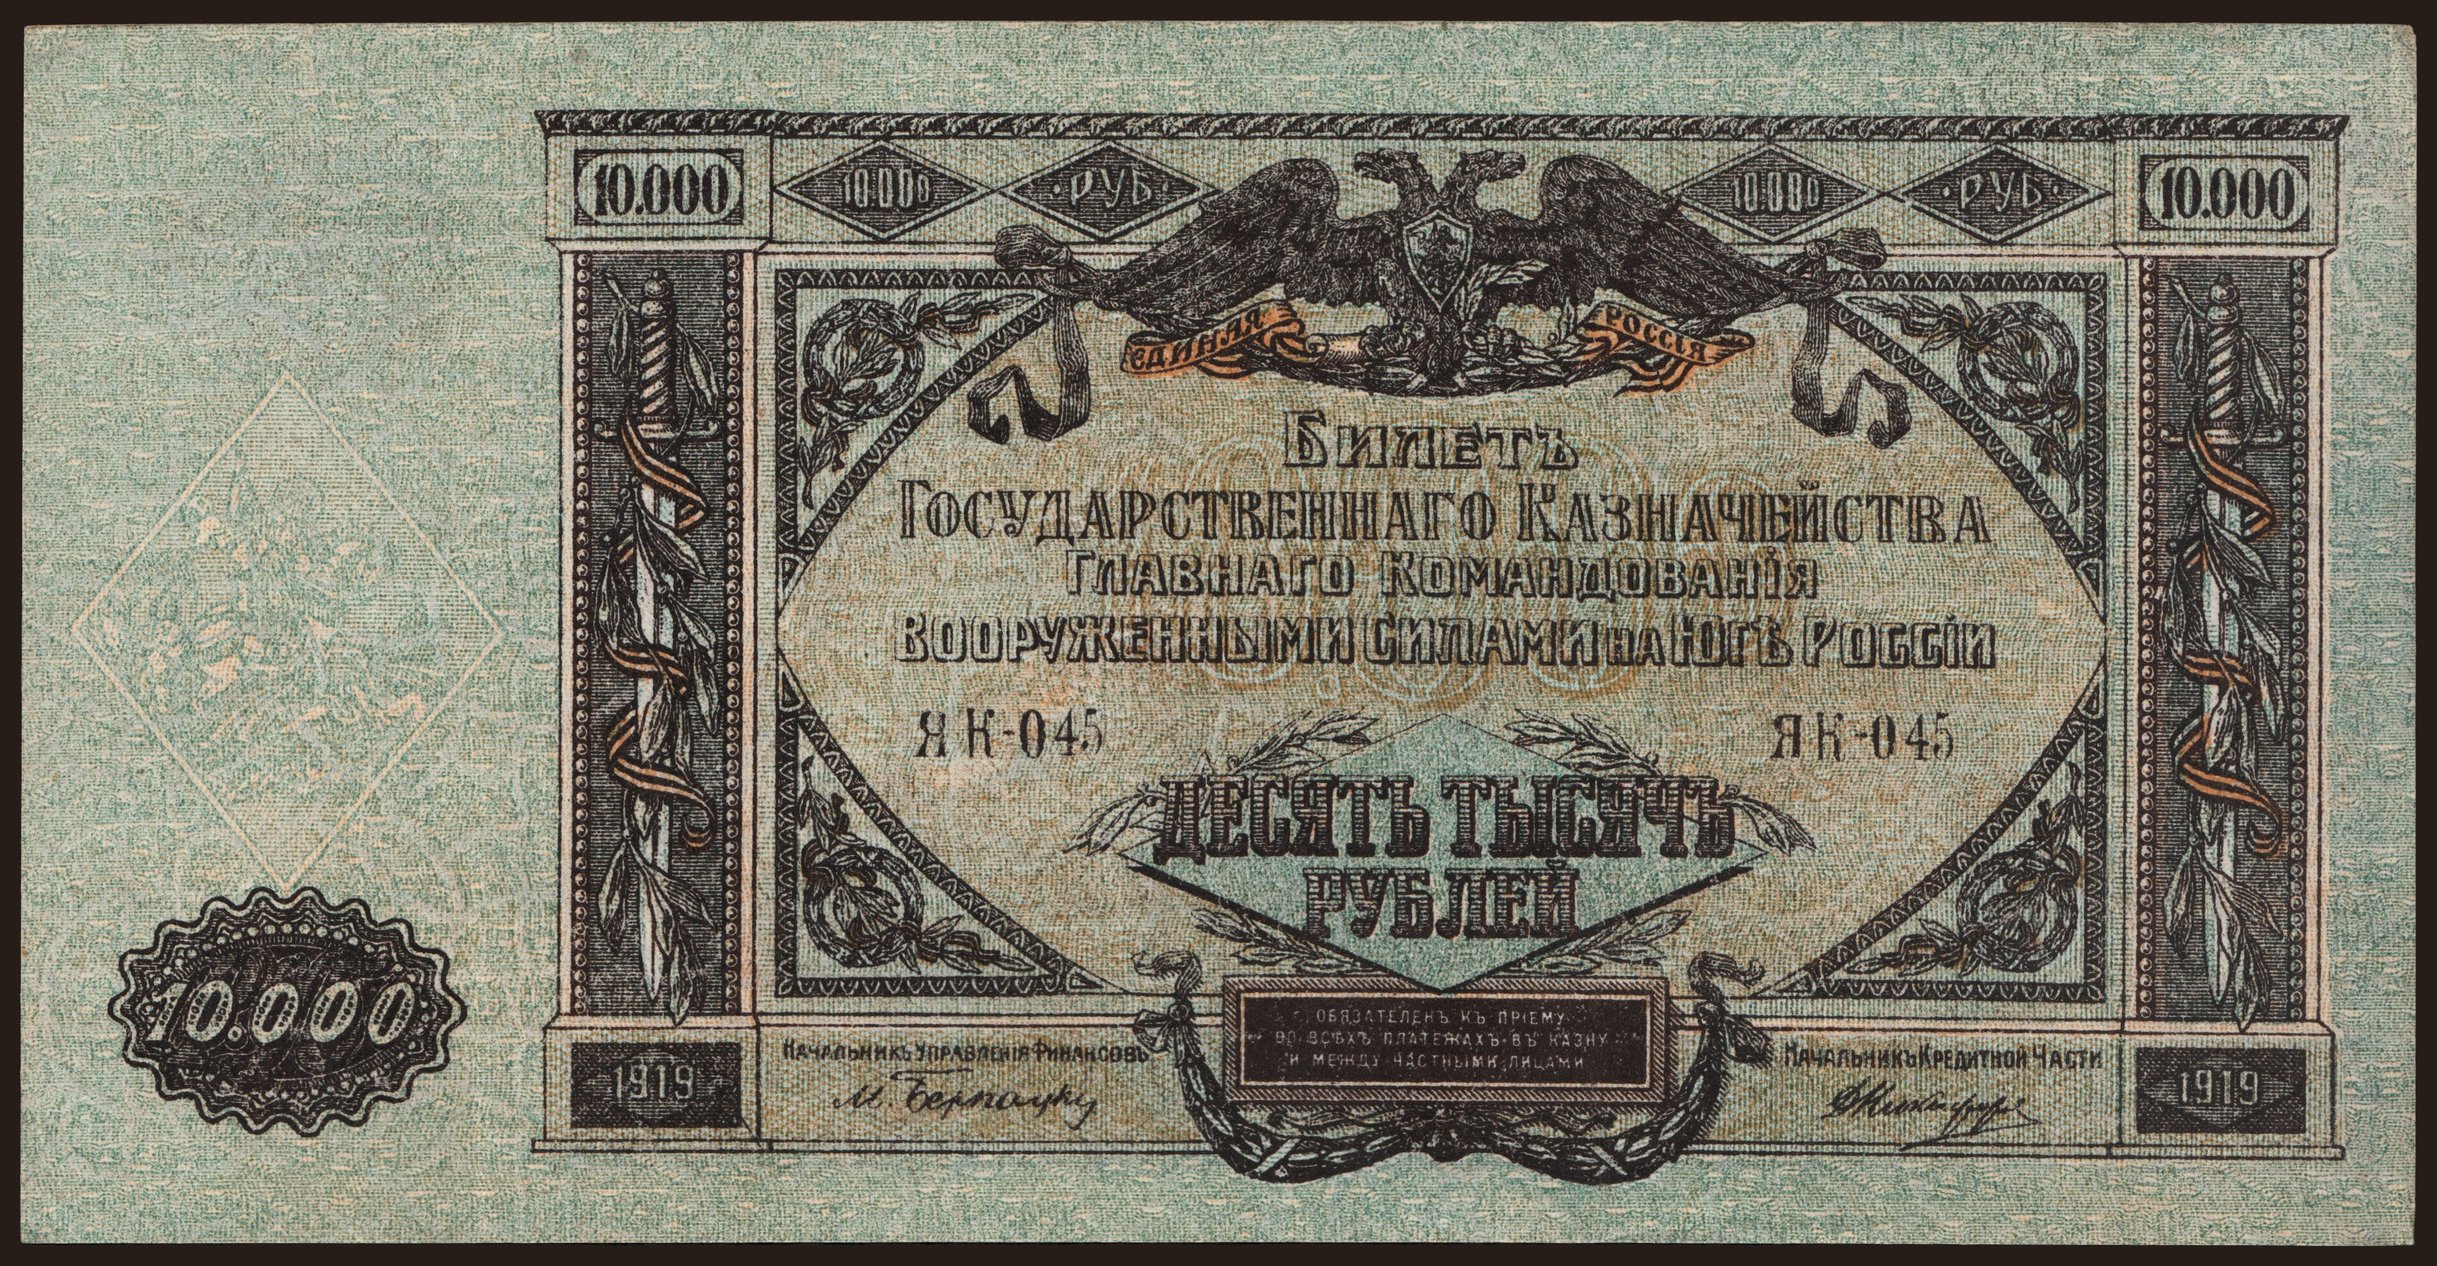 10.000 10.000 ·РУБ· 10.000 ·РУБ· 10.000
ЕДИНАЯ РОССІЯ
БИЛЕТЪ
ГОСУДАРСТВЕННАГО КАЗНАЧЕЙСТВА
ГЛАВНАГО КОМАНДОВАНІЯ
ВООРУЖЕННЫМИ СИЛАМИ НА ЮГѢ РОССІИ
ЯК-045 ЯК-045
ДЕСЯТЬ ТЫСЯЧЪ
РУБЛЕЙ
10.000
ОБЯЗАТЕЛЕНЪ КЪ ПРІЕМУ
ВО ВСѢХЪ ПЛАТЕЖАХЪ ВЪ КАЗНУ
И МЕЖДУ ЧАСТНЫМИ ЛИЦАМИ
НАЧАЛЬНИКЪ УПРАВЛЕНІЯ ФИНАНСОВЪ
М. Бернацкій
НАЧАЛЬНИКЪ КРЕДИТНОЙ ЧАСТИ
1919 1919